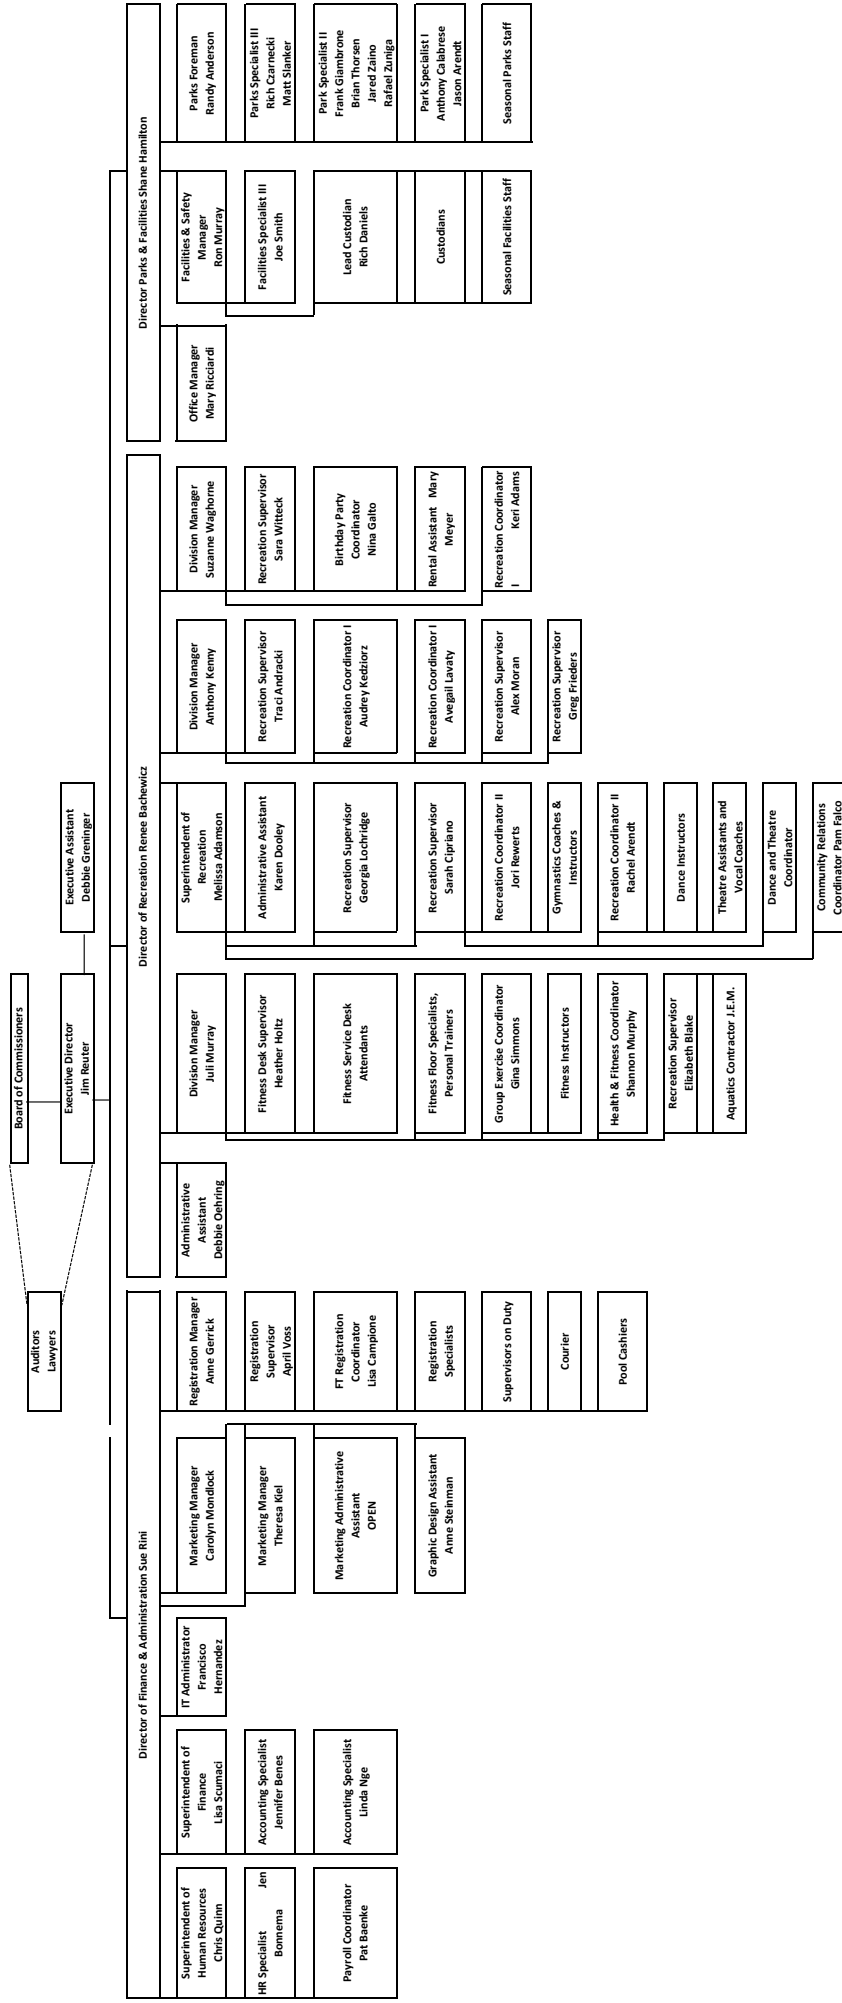 Board of Commissioners
Auditors
Lawyers
Executive Director
Jim Reuter
Executive Assistant
Debbie Greninger
Director of Finance & Administration Sue Rini
Director of Recreation Renee Bachewicz
Director Parks & Facilities Shane Hamilton
Superintendent of
Human Resources
Chris Quinn
Superintendent of
Finance
Lisa Scumaci
IT Administrator
Francisco
Hernandez
Marketing Manager
Carolyn Mondlock
Registration Manager
Anne Gerrick
Administrative
Assistant
Debbie Oehring
Division Manager
Juli Murray
Superintendent of
Recreation
Melissa Adamson
Division Manager
Anthony Kenny
Division Manager
Suzanne Waghorne
Office Manager
Mary Ricciardi
Facilities & Safety
Manager
Ron Murray
Parks Foreman
Randy Anderson
HR Specialist Jen
Bonnema
Accounting Specialist
Jennifer Benes
Marketing Manager
Theresa Kiel
Registration
Supervisor
April Voss
Fitness Desk Supervisor
Heather Holtz
Administrative Assistant
Karen Dooley
Recreation Supervisor
Traci Andracki
Recreation Supervisor
Sara Witteck
Facilities Specialist III
Joe Smith
Parks Specialist III
Rich Czarnecki
Matt Slanker
Payroll Coordinator
Pat Baenke
Accounting Specialist
Linda Nge
Marketing Administrative
Assistant
OPEN
FT Registration
Coordinator
Lisa Campione
Fitness Service Desk
Attendants
Recreation Supervisor
Georgia Lochridge
Recreation Coordinator I
Audrey Kedziorz
Birthday Party
Coordinator
Nina Galto
Lead Custodian
Rich Daniels
Park Specialist II
Frank Giambrone
Brian Thorsen
Jared Zaino
Rafael Zuniga
Graphic Design Assistant
Anne Steinman
Registration
Specialists
Fitness Floor Specialists,
Personal Trainers
Recreation Supervisor
Sarah Cipriano
Recreation Coordinator I
Avegail Lavaty
Rental Assistant Mary
Meyer
Custodians
Park Specialist I
Anthony Calabrese
Jason Arendt
Supervisors on Duty
Group Exercise Coordinator
Gina Simmons
Recreation Coordinator II
Jori Rewerts
Recreation Supervisor
Alex Moran
Recreation Coordinator
I Keri Adams
Seasonal Facilities Staff
Seasonal Parks Staff
Courier
Fitness Instructors
Gymnastics Coaches &
Instructors
Recreation Supervisor
Greg Frieders
Pool Cashiers
Health & Fitness Coordinator
Shannon Murphy
Recreation Coordinator II
Rachel Arendt
Recreation Supervisor
Elizabeth Blake
Dance Instructors
Aquatics Contractor J.E.M.
Theatre Assistants and
Vocal Coaches
Dance and Theatre
Coordinator
Community Relations
Coordinator Pam Falco